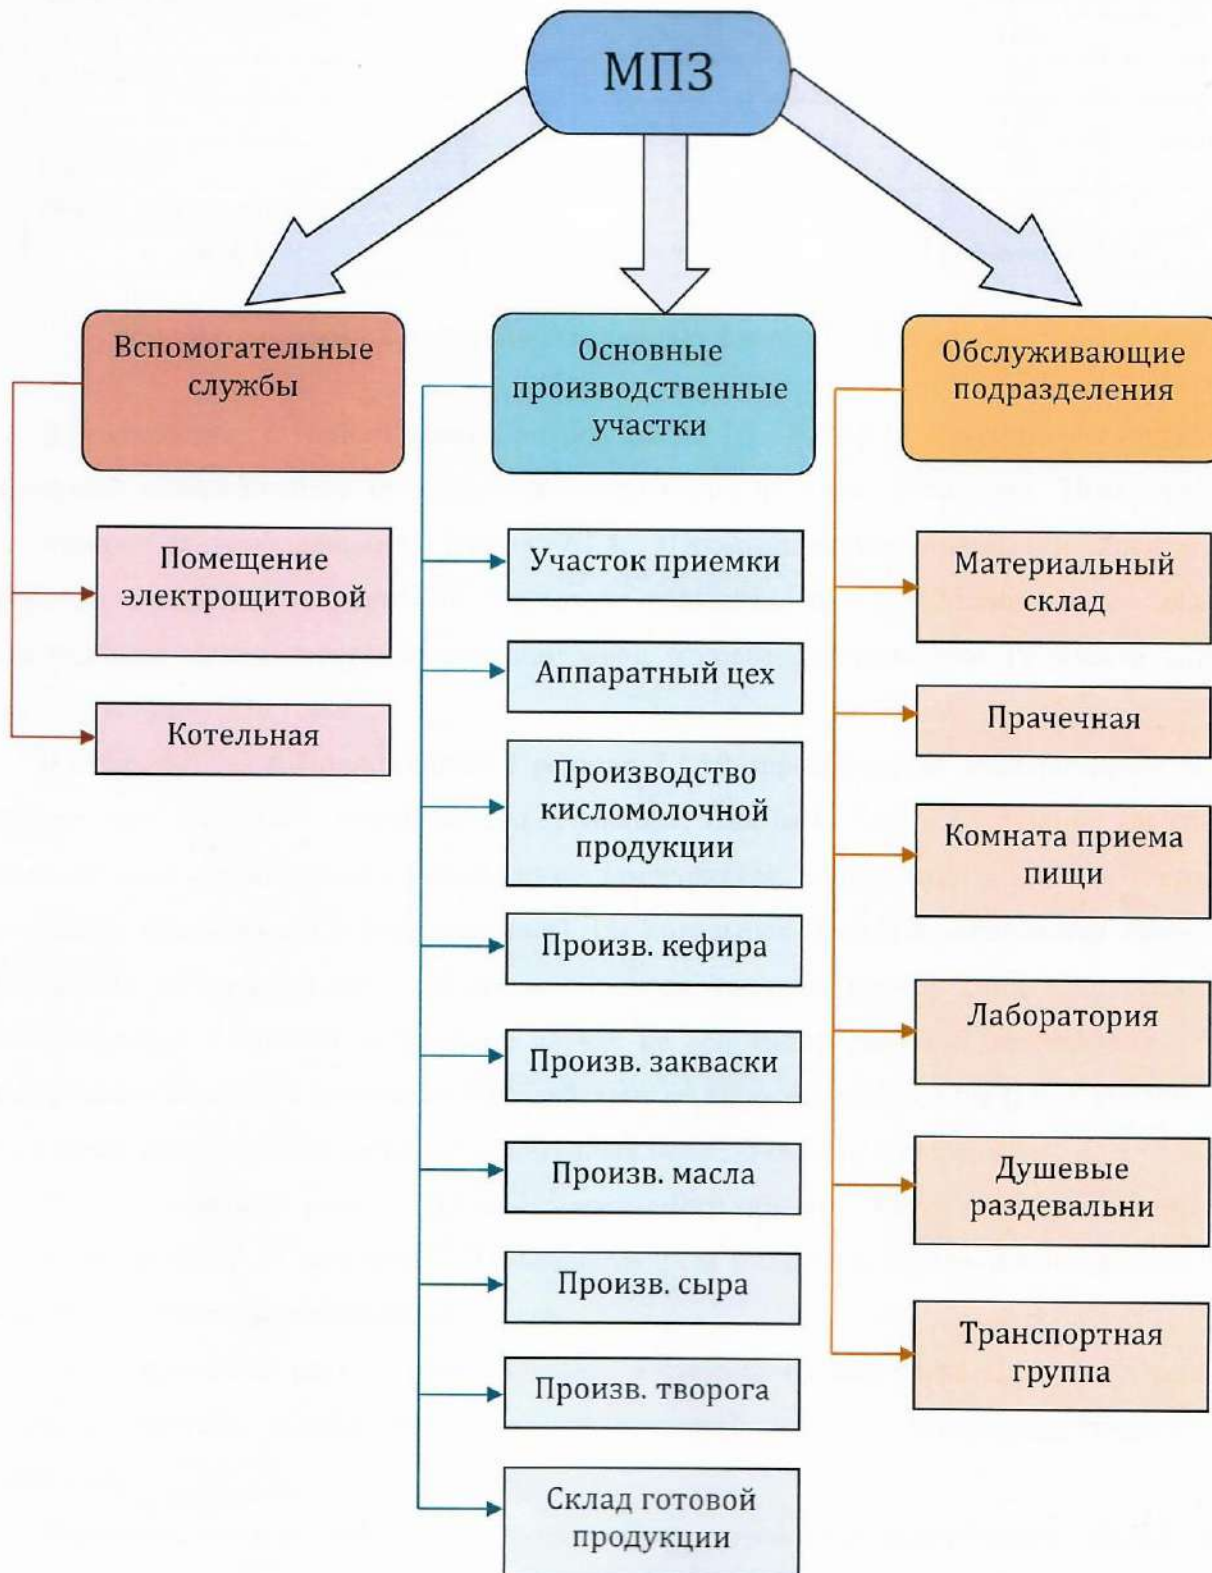 МПЗ
Вспомогательные
службы
Помещение
электрощитовой
Котельная
Основные
производственные
участки
Участок приемки
Аппаратный цех
Производство
кисломолочной
продукции
Произв. кефира
Произв. закваски
Произв. масла
Произв. сыра
Произв. творога
Склад готовой
продукции
Обслуживающие
подразделения
Материальный
склад
Прачечная
Комната приема
пищи
Лаборатория
Душевые
раздевальни
Транспортная
группа